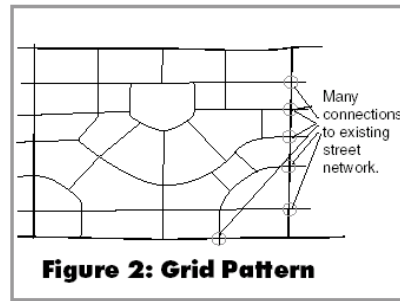 Many
connections
to existing
street
network.
Figure 2: Grid Pattern